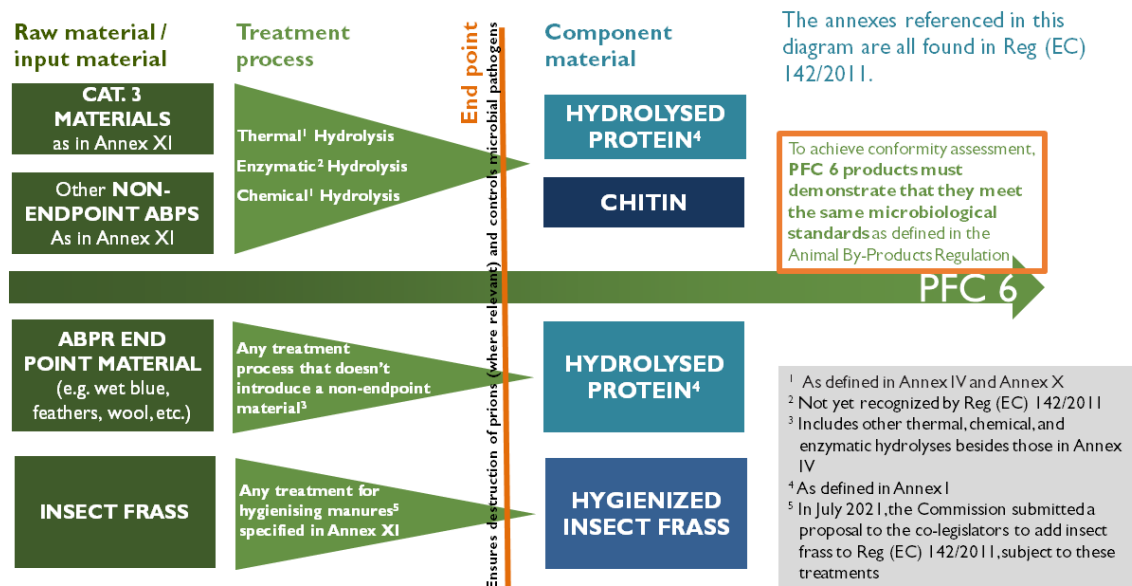 Raw material /
input material
Treatment
process
End point
Component
material
The annexes referenced in this
diagram are all found in Reg (EC)
142/2011.
CAT. 3
MATERIALS
as in Annex XI
Other NON-
ENDPOINT ABPS
As in Annex XI
Thermal¹ Hydrolysis
Enzymatic² Hydrolysis
Chemical¹ Hydrolysis
Ensures destruction of prions (where relevant) and controls microbial pathogens
HYDROLYSED
PROTEIN⁴
CHITIN
To achieve conformity assessment,
PFC 6 products must
demonstrate that they meet
the same microbiological
standards as defined in the
Animal By-Products Regulation
PFC 6
ABPR END
POINT MATERIAL
(e.g. wet blue,
feathers, wool, etc.)
Any treatment
process that doesn't
introduce a non-endpoint
material³
HYDROLYSED
PROTEIN⁴
INSECT FRASS
Any treatment for
hygienising manures⁵
specified in Annex XI
HYGIENIZED
INSECT FRASS
¹ As defined in Annex IV and Annex X
² Not yet recognized by Reg (EC) 142/2011
³ Includes other thermal, chemical, and
enzymatic hydrolyses besides those in Annex
IV
⁴ As defined in Annex I
⁵ In July 2021, the Commission submitted a
proposal to the co-legislators to add insect
frass to Reg (EC) 142/2011, subject to these
treatments